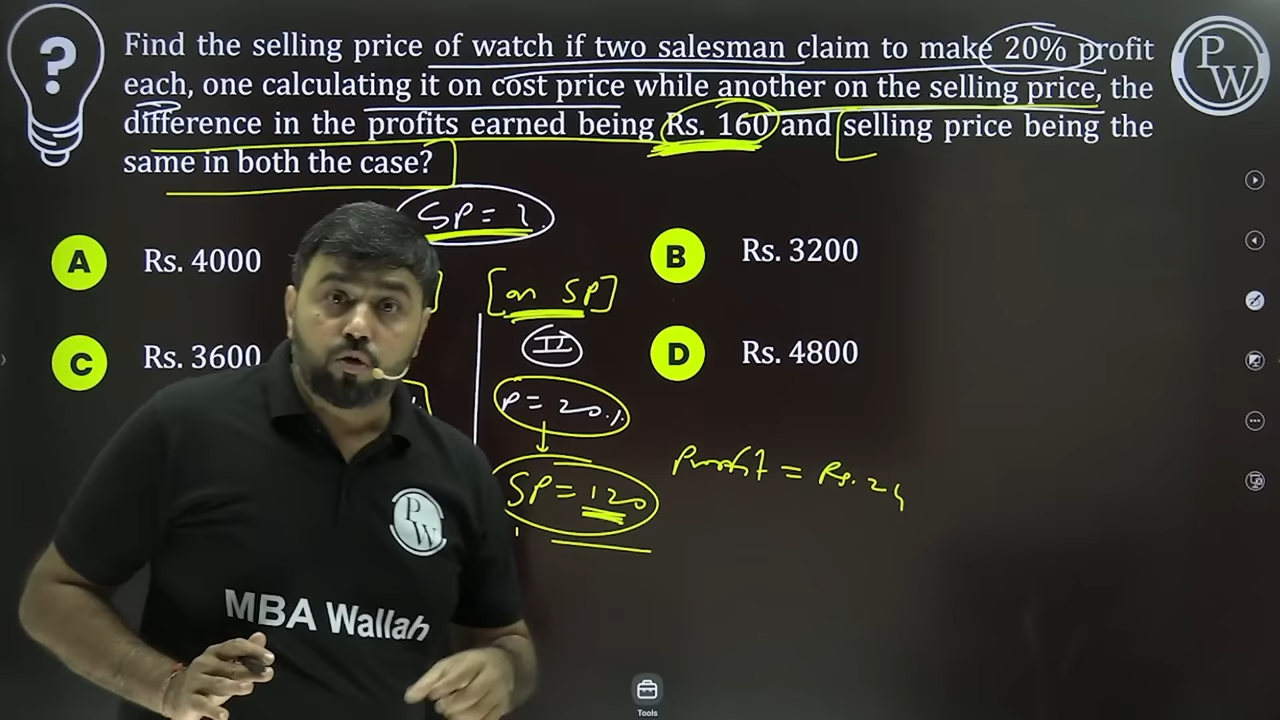 Find the selling price of watch if two salesman claim to make 20% profit
each, one calculating it on cost price while another on the selling price, the
difference in the profits earned being Rs. 160 and selling price being the
same in both the case?
SP = ?
A Rs. 4000
B Rs. 3200
[on SP]
II
C Rs. 3600
D Rs. 4800
P = 20%
SP = 120
Profit = Rs. 24
PW
PW
MBA Wallah
Tools